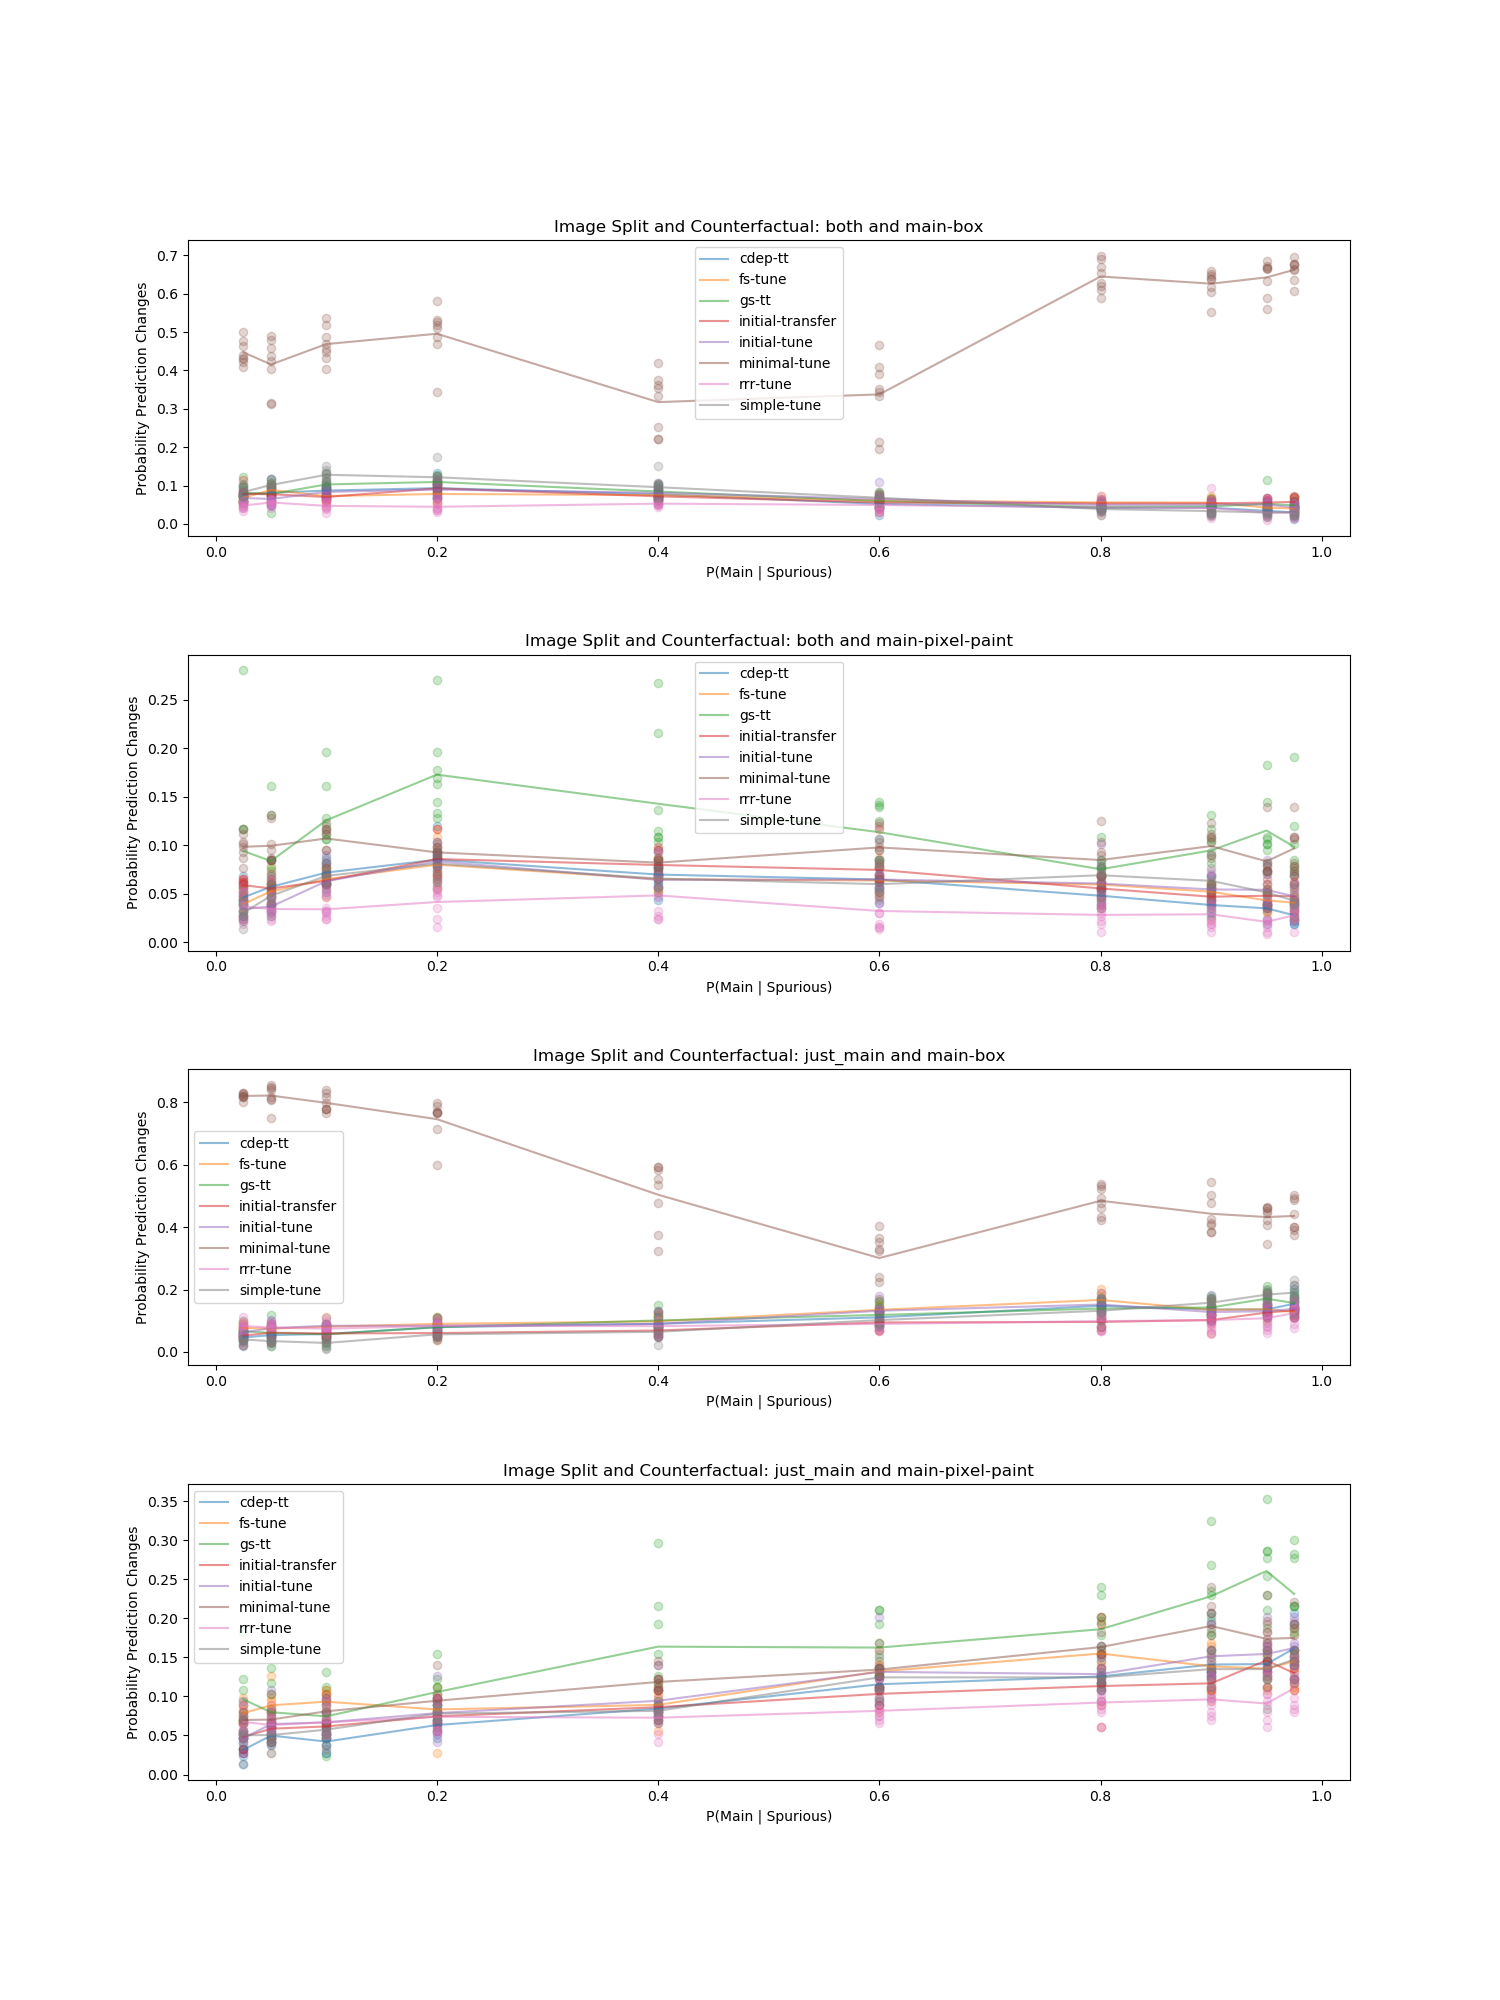 Image Split and Counterfactual: both and main-box
Probability Prediction Changes
0.7
0.6
0.5
0.4
0.3
0.2
0.1
0.0
cdep-tt
fs-tune
gs-tt
initial-transfer
initial-tune
minimal-tune
rrr-tune
simple-tune
0.0 0.2 0.4 0.6 0.8 1.0
P(Main | Spurious)
Image Split and Counterfactual: both and main-pixel-paint
Probability Prediction Changes
0.25
0.20
0.15
0.10
0.05
0.00
cdep-tt
fs-tune
gs-tt
initial-transfer
initial-tune
minimal-tune
rrr-tune
simple-tune
0.0 0.2 0.4 0.6 0.8 1.0
P(Main | Spurious)
Image Split and Counterfactual: just_main and main-box
Probability Prediction Changes
0.8
0.6
0.4
0.2
0.0
cdep-tt
fs-tune
gs-tt
initial-transfer
initial-tune
minimal-tune
rrr-tune
simple-tune
0.0 0.2 0.4 0.6 0.8 1.0
P(Main | Spurious)
Image Split and Counterfactual: just_main and main-pixel-paint
Probability Prediction Changes
0.35
0.30
0.25
0.20
0.15
0.10
0.05
0.00
cdep-tt
fs-tune
gs-tt
initial-transfer
initial-tune
minimal-tune
rrr-tune
simple-tune
0.0 0.2 0.4 0.6 0.8 1.0
P(Main | Spurious)